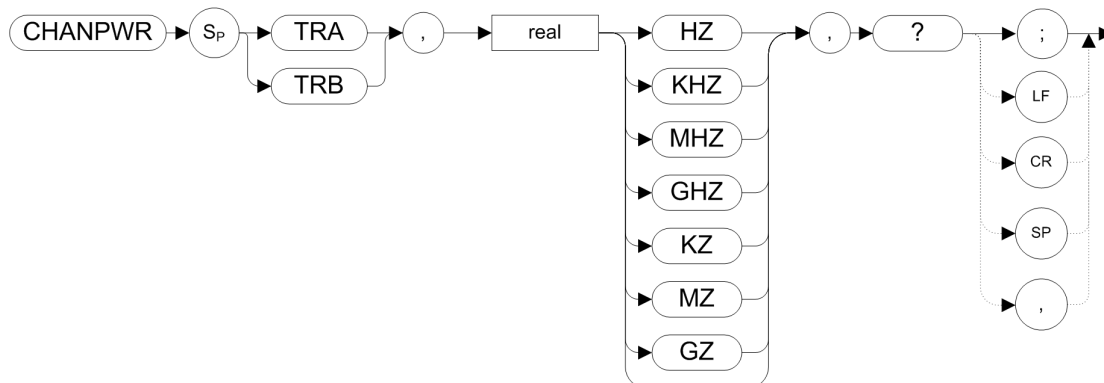 CHANPWR SP TRA , real HZ , ? ;
TRB KHZ LF
MHZ CR
GHZ
KZ SP
MZ
GZ ,